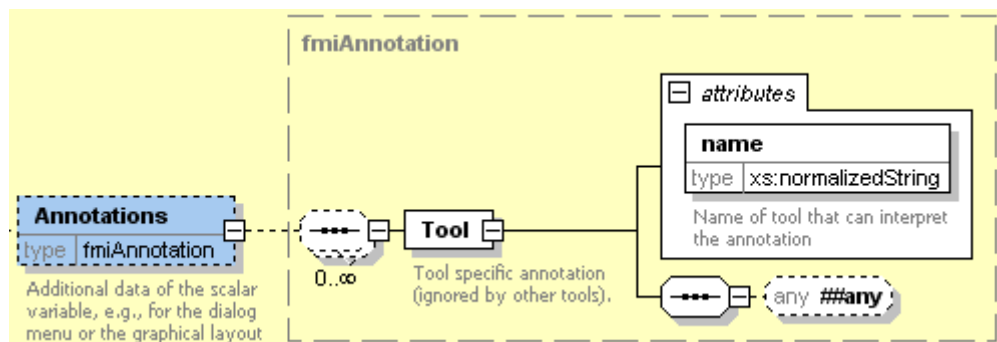 fmiAnnotation
attributes
name
type xs:normalizedString
Name of tool that can interpret
the annotation
Annotations
type fmiAnnotation
Additional data of the scalar
variable, e.g., for the dialog
menu or the graphical layout
0..∞
Tool
Tool specific annotation
(ignored by other tools).
any ##any